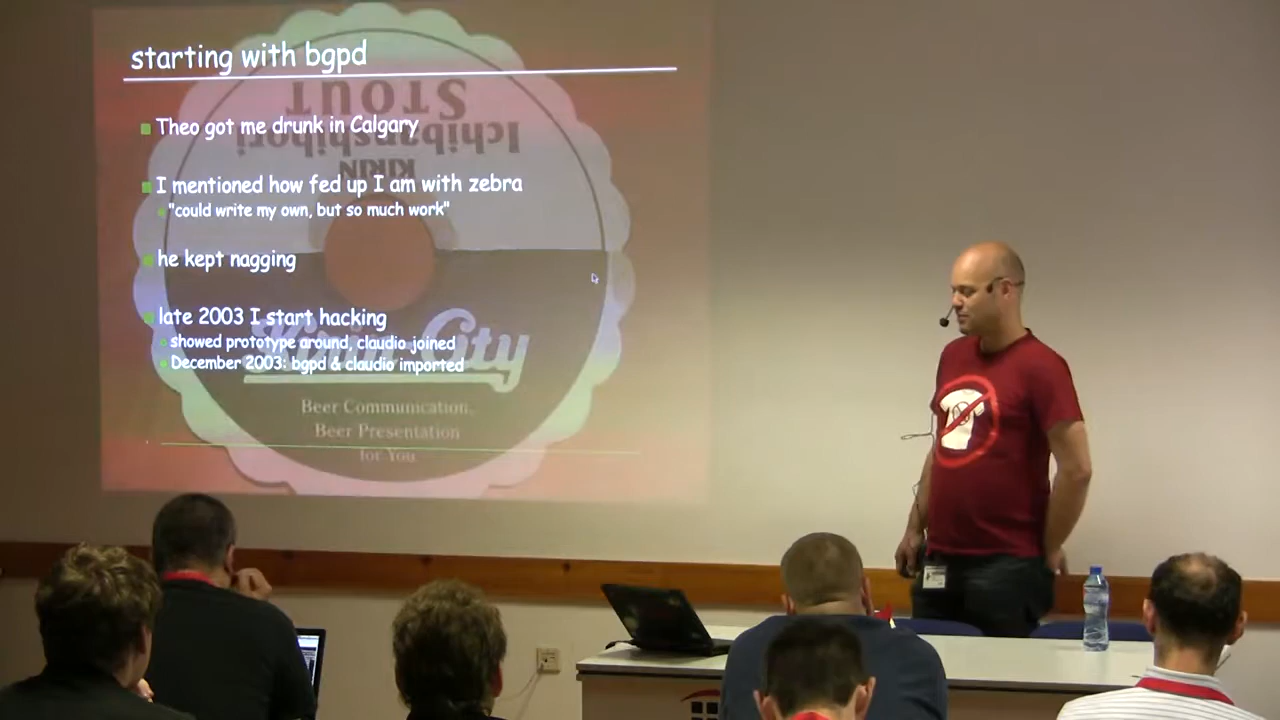 starting with bgpd
STOUT
Theo got me drunk in Calgary
Ichibanshibori
KIRIN
I mentioned how fed up I am with zebra
"could write my own, but so much work"
he kept nagging
late 2003 I start hacking
showed prototype around, claudio joined
Kirin City
December 2003: bgpd & claudio imported
Beer Communication.
Beer Presentation
for You